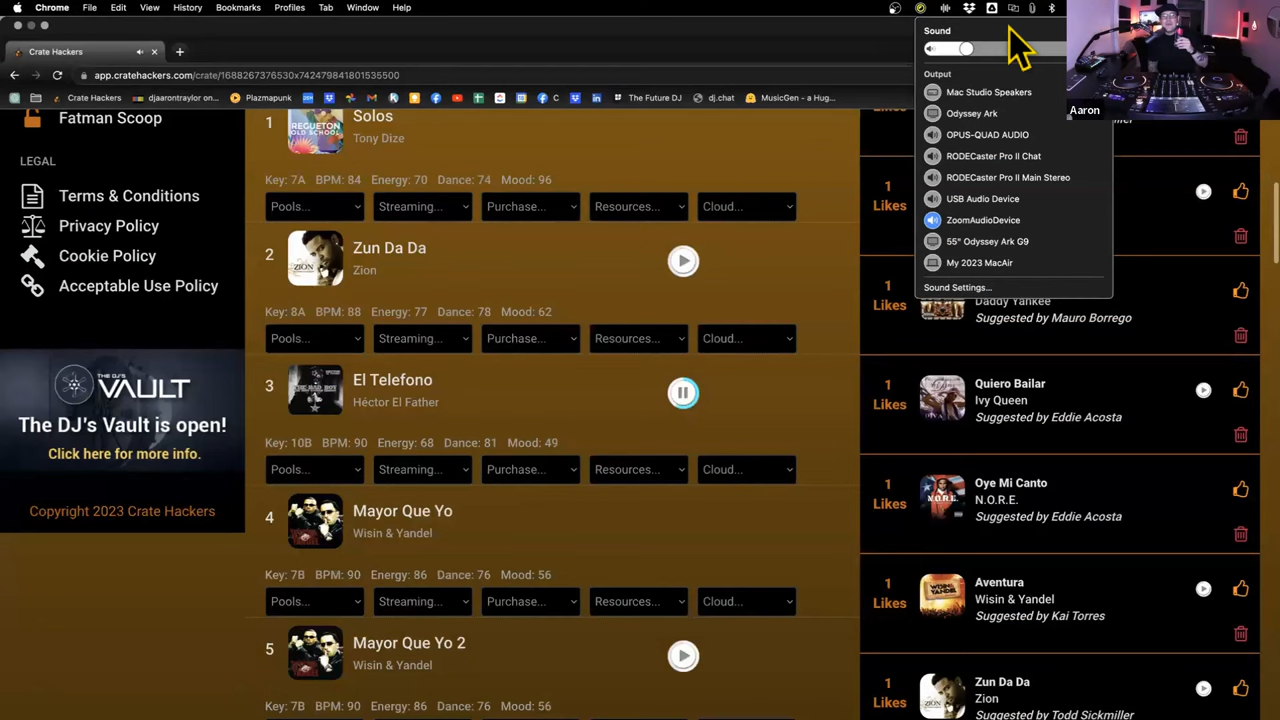 Chrome File Edit View History Bookmarks Profiles Tab Window Help
Crate Hackers
app.cratehackers.com/crate/1688267376530x742479841801535500
Crate Hackers djaarontraylor on... Plazmapunk The Future DJ dj.chat MusicGen - a Hug...
Fatman Scoop
LEGAL
Terms & Conditions
Privacy Policy
Cookie Policy
Acceptable Use Policy
THE DJ'S
VAULT
The DJ's Vault is open!
Click here for more info.
Copyright 2023 Crate Hackers
REGUETON
OLD SCHOOL
1
Solos
Tony Dize
Key: 7A BPM: 84 Energy: 70 Dance: 74 Mood: 96
Pools... Streaming... Purchase... Resources... Cloud...
2
Zun Da Da
Zion
ZION
Key: 8A BPM: 88 Energy: 77 Dance: 78 Mood: 62
Pools... Streaming... Purchase... Resources... Cloud...
3
El Telefono
Héctor El Father
Key: 10B BPM: 90 Energy: 68 Dance: 81 Mood: 49
Pools... Streaming... Purchase... Resources... Cloud...
4
Mayor Que Yo
Wisin & Yandel
Key: 7B BPM: 90 Energy: 86 Dance: 76 Mood: 56
Pools... Streaming... Purchase... Resources... Cloud...
5
Mayor Que Yo 2
Wisin & Yandel
Key: 7B BPM: 90 Energy: 86 Dance: 76 Mood: 56
Sound
Output
Mac Studio Speakers
Odyssey Ark
OPUS-QUAD AUDIO
RODECaster Pro II Chat
RODECaster Pro II Main Stereo
USB Audio Device
ZoomAudioDevice
55" Odyssey Ark G9
My 2023 MacAir
Sound Settings...
Aaron
1
Likes
Daddy Yankee
Suggested by Mauro Borrego
1
Likes
Quiero Bailar
Ivy Queen
Suggested by Eddie Acosta
1
Likes
Oye Mi Canto
N.O.R.E.
Suggested by Eddie Acosta
1
Likes
Aventura
Wisin & Yandel
Suggested by Kai Torres
1
Likes
Zun Da Da
Zion
Suggested by Todd Sickmiller